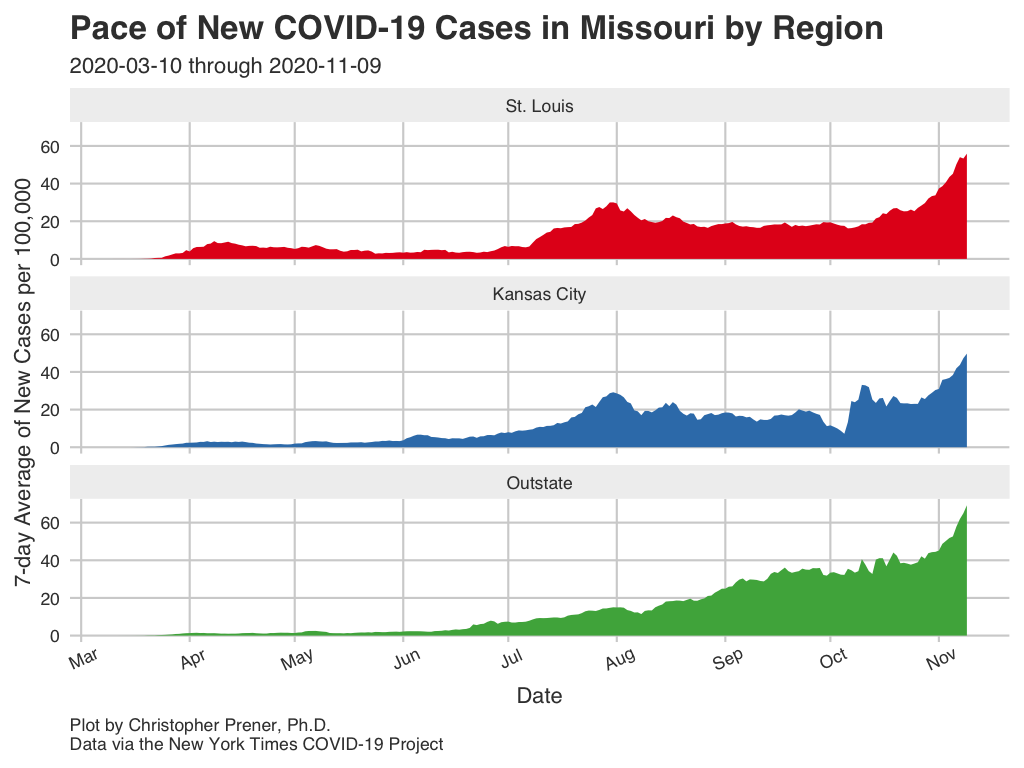 Pace of New COVID-19 Cases in Missouri by Region
2020-03-10 through 2020-11-09
7-day Average of New Cases per 100,000
St. Louis
60
40
20
0
Kansas City
60
40
20
0
Outstate
60
40
20
0
Mar Apr May Jun Jul Aug Sep Oct Nov
Date
Plot by Christopher Prener, Ph.D.
Data via the New York Times COVID-19 Project